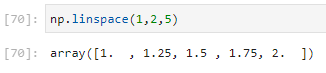 [70]: np.linspace(1,2,5)
[70]: array([1.  , 1.25, 1.5 , 1.75, 2.  ])